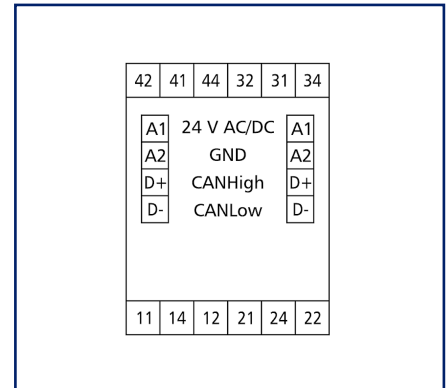 42 41 44 32 31 34
A1 24 V AC/DC A1
A2 GND A2
D+ CANHigh D+
D- CANLow D-
11 14 12 21 24 22